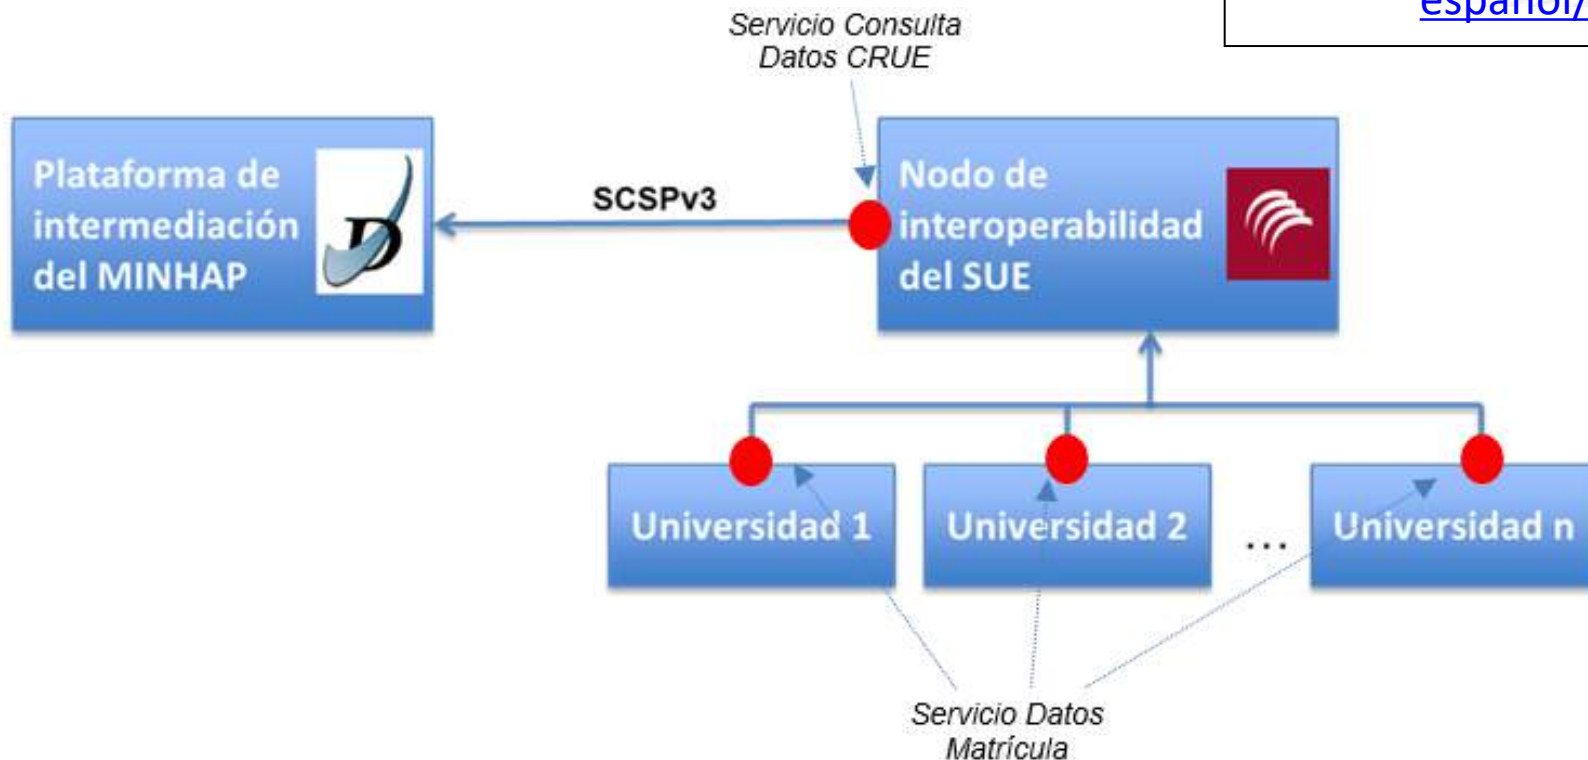 español/
Servicio Consulta
Datos CRUE
Plataforma de
intermediación
del MINHAP
D
SCSPv3
Nodo de
interoperabilidad
del SUE
Universidad 1
Universidad 2
...
Universidad n
Servicio Datos
Matrícula